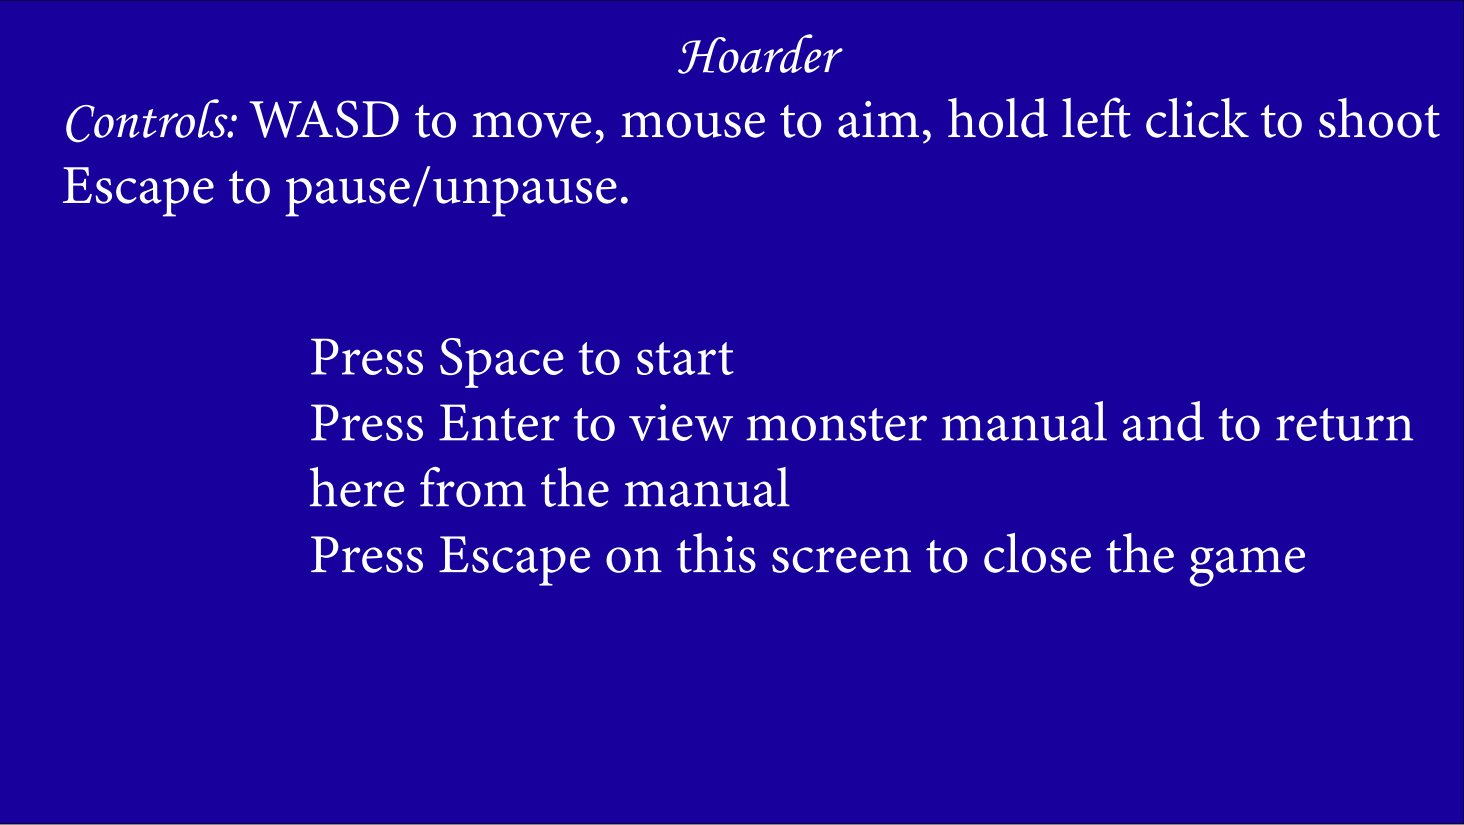 Hoarder
Controls: WASD to move, mouse to aim, hold left click to shoot
Escape to pause/unpause.
Press Space to start
Press Enter to view monster manual and to return
here from the manual
Press Escape on this screen to close the game